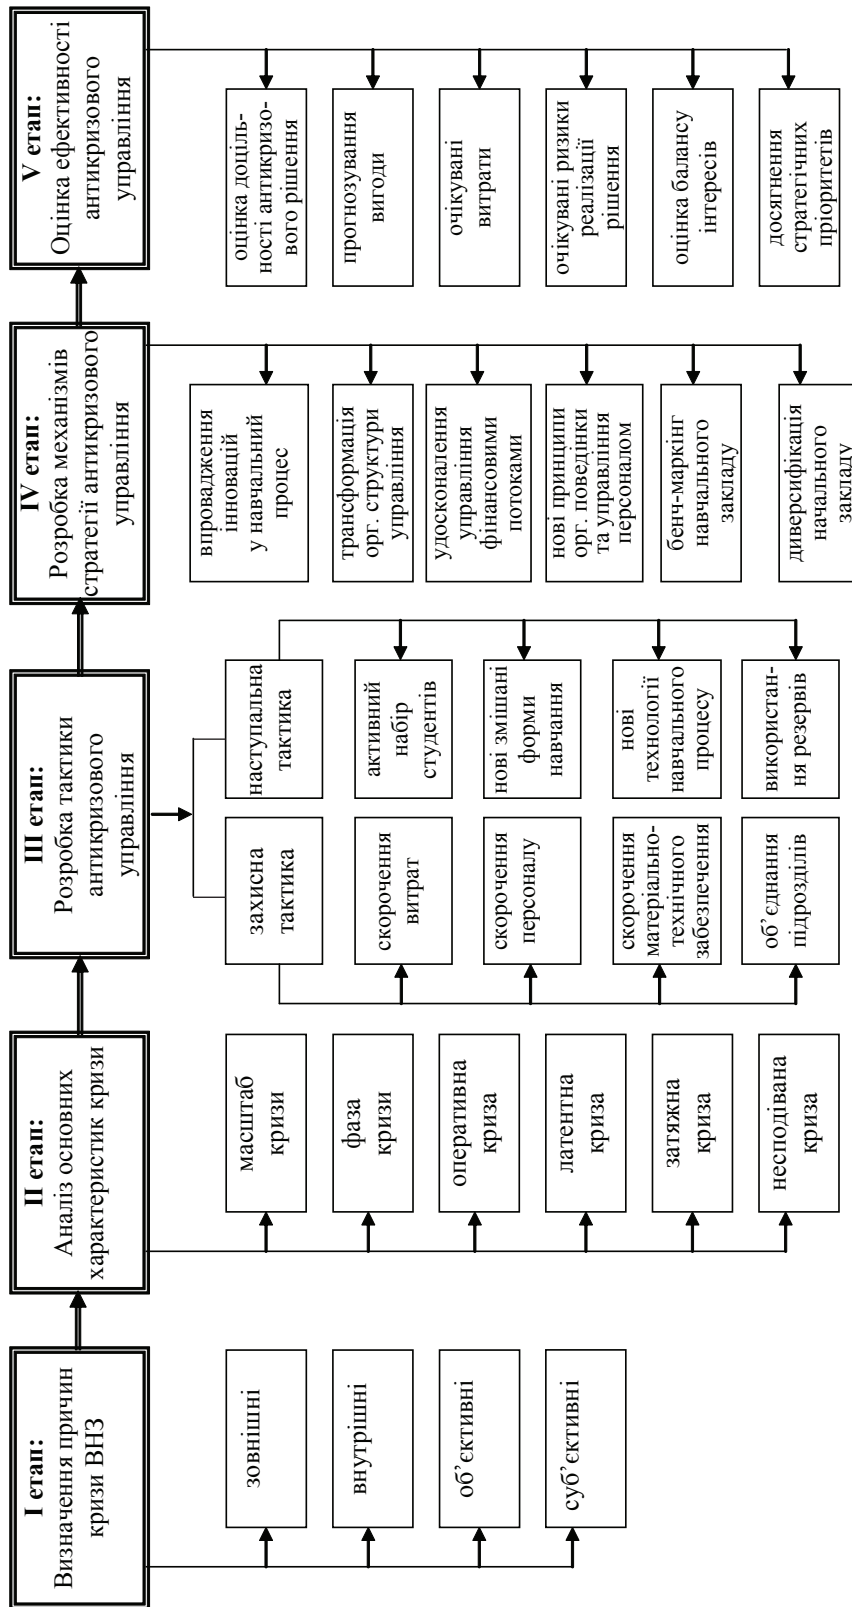 I етап:
Визначення причин
кризи ВНЗ
зовнішні
внутрішні
об’єктивні
суб’єктивні
II етап:
Аналіз основних
характеристик кризи
масштаб
кризи
фаза
кризи
оперативна
криза
латентна
криза
затяжна
криза
несподівана
криза
III етап:
Розробка тактики
антикризового
управління
захисна
тактика
скорочення
витрат
скорочення
персоналу
скорочення
матеріально-
технічного
забезпечення
об’єднання
підрозділів
наступальна
тактика
активний
набір
студентів
нові змішані
форми
навчання
нові
технології
навчального
процесу
використан-
ня резервів
IV етап:
Розробка механізмів
стратегії антикризового
управління
впровадження
інновацій
у навчальний
процес
трансформація
орг. структури
управління
удосконалення
управління
фінансовими
потоками
нові принципи
орг. поведінки
та управління
персоналом
бенч-маркінг
навчального
закладу
диверсифікація
начального
закладу
V етап:
Оцінка ефективності
антикризового
управління
оцінка доціль-
ності антикризо-
вого рішення
прогнозування
вигоди
очікувані
витрати
очікувані ризики
реалізації
рішення
оцінка балансу
інтересів
досягнення
стратегічних
пріоритетів